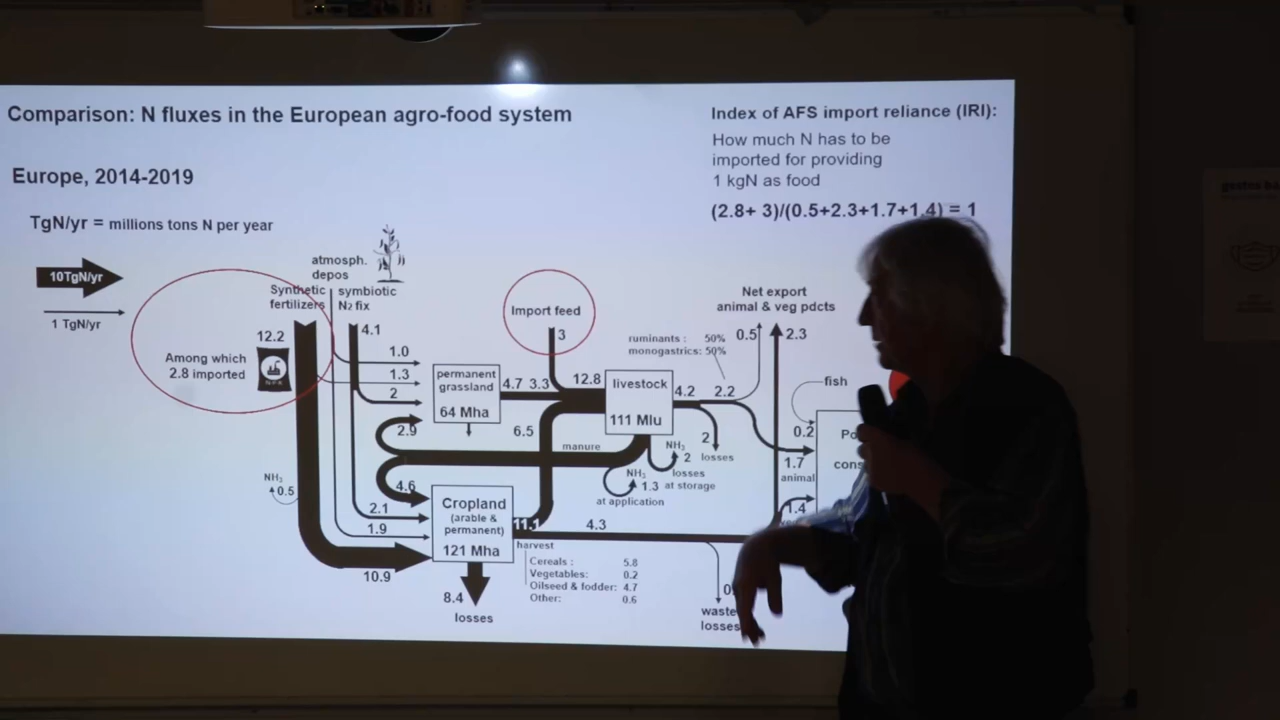 Comparison: N fluxes in the European agro-food system
Index of AFS import reliance (IRI):
How much N has to be
imported for providing
1 kgN as food
(2.8+ 3)/(0.5+2.3+1.7+1.4) = 1
Europe, 2014-2019
TgN/yr = millions tons N per year
10TgN/yr
1 TgN/yr
atmosph.
depos
Synthetic
fertilizers
symbiotic
N2 fix
12.2
Among which
2.8 imported
N P K
4.1
1.0
1.3
2
2.9
4.6
2.1
1.9
10.9
NH3
0.5
permanent
grassland
64 Mha
4.7
3.3
Import feed
3
12.8
6.5
manure
livestock
111 Mlu
ruminants : 50%
monogastrics: 50%
Net export
animal & veg pdcts
0.5
2.3
4.2
2.2
2
losses
NH3
2
losses
at storage
NH3
1.3
at application
fish
0.2
Po
cons
1.7
animal
1.4
Cropland
(arable &
permanent)
121 Mha
11.1
4.3
harvest
Cereals : 5.8
Vegetables: 0.2
Oilseed & fodder: 4.7
Other: 0.6
8.4
losses
waste
losses